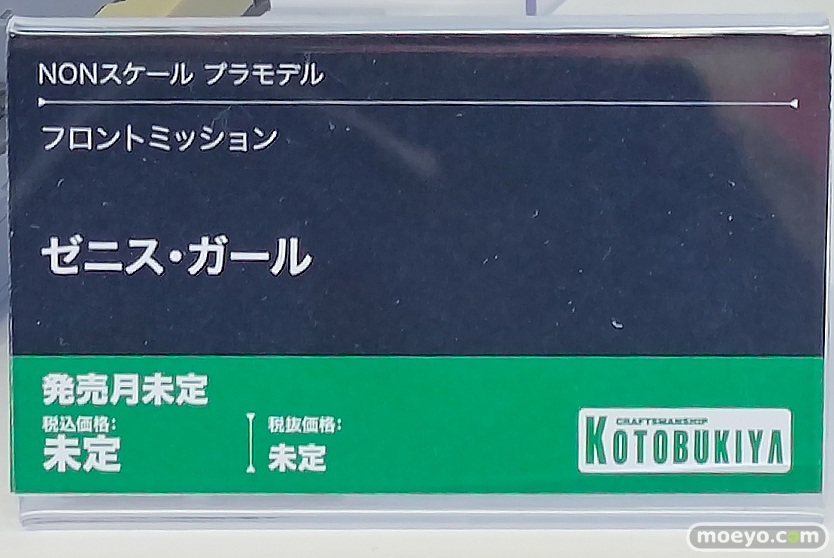 NONスケール プラモデル
フロントミッション
ゼニス・ガール
発売月未定
税込価格:
未定
税抜価格:
未定
CRAFTSMANSHIP
KOTOBUKIYA
moeyo.com